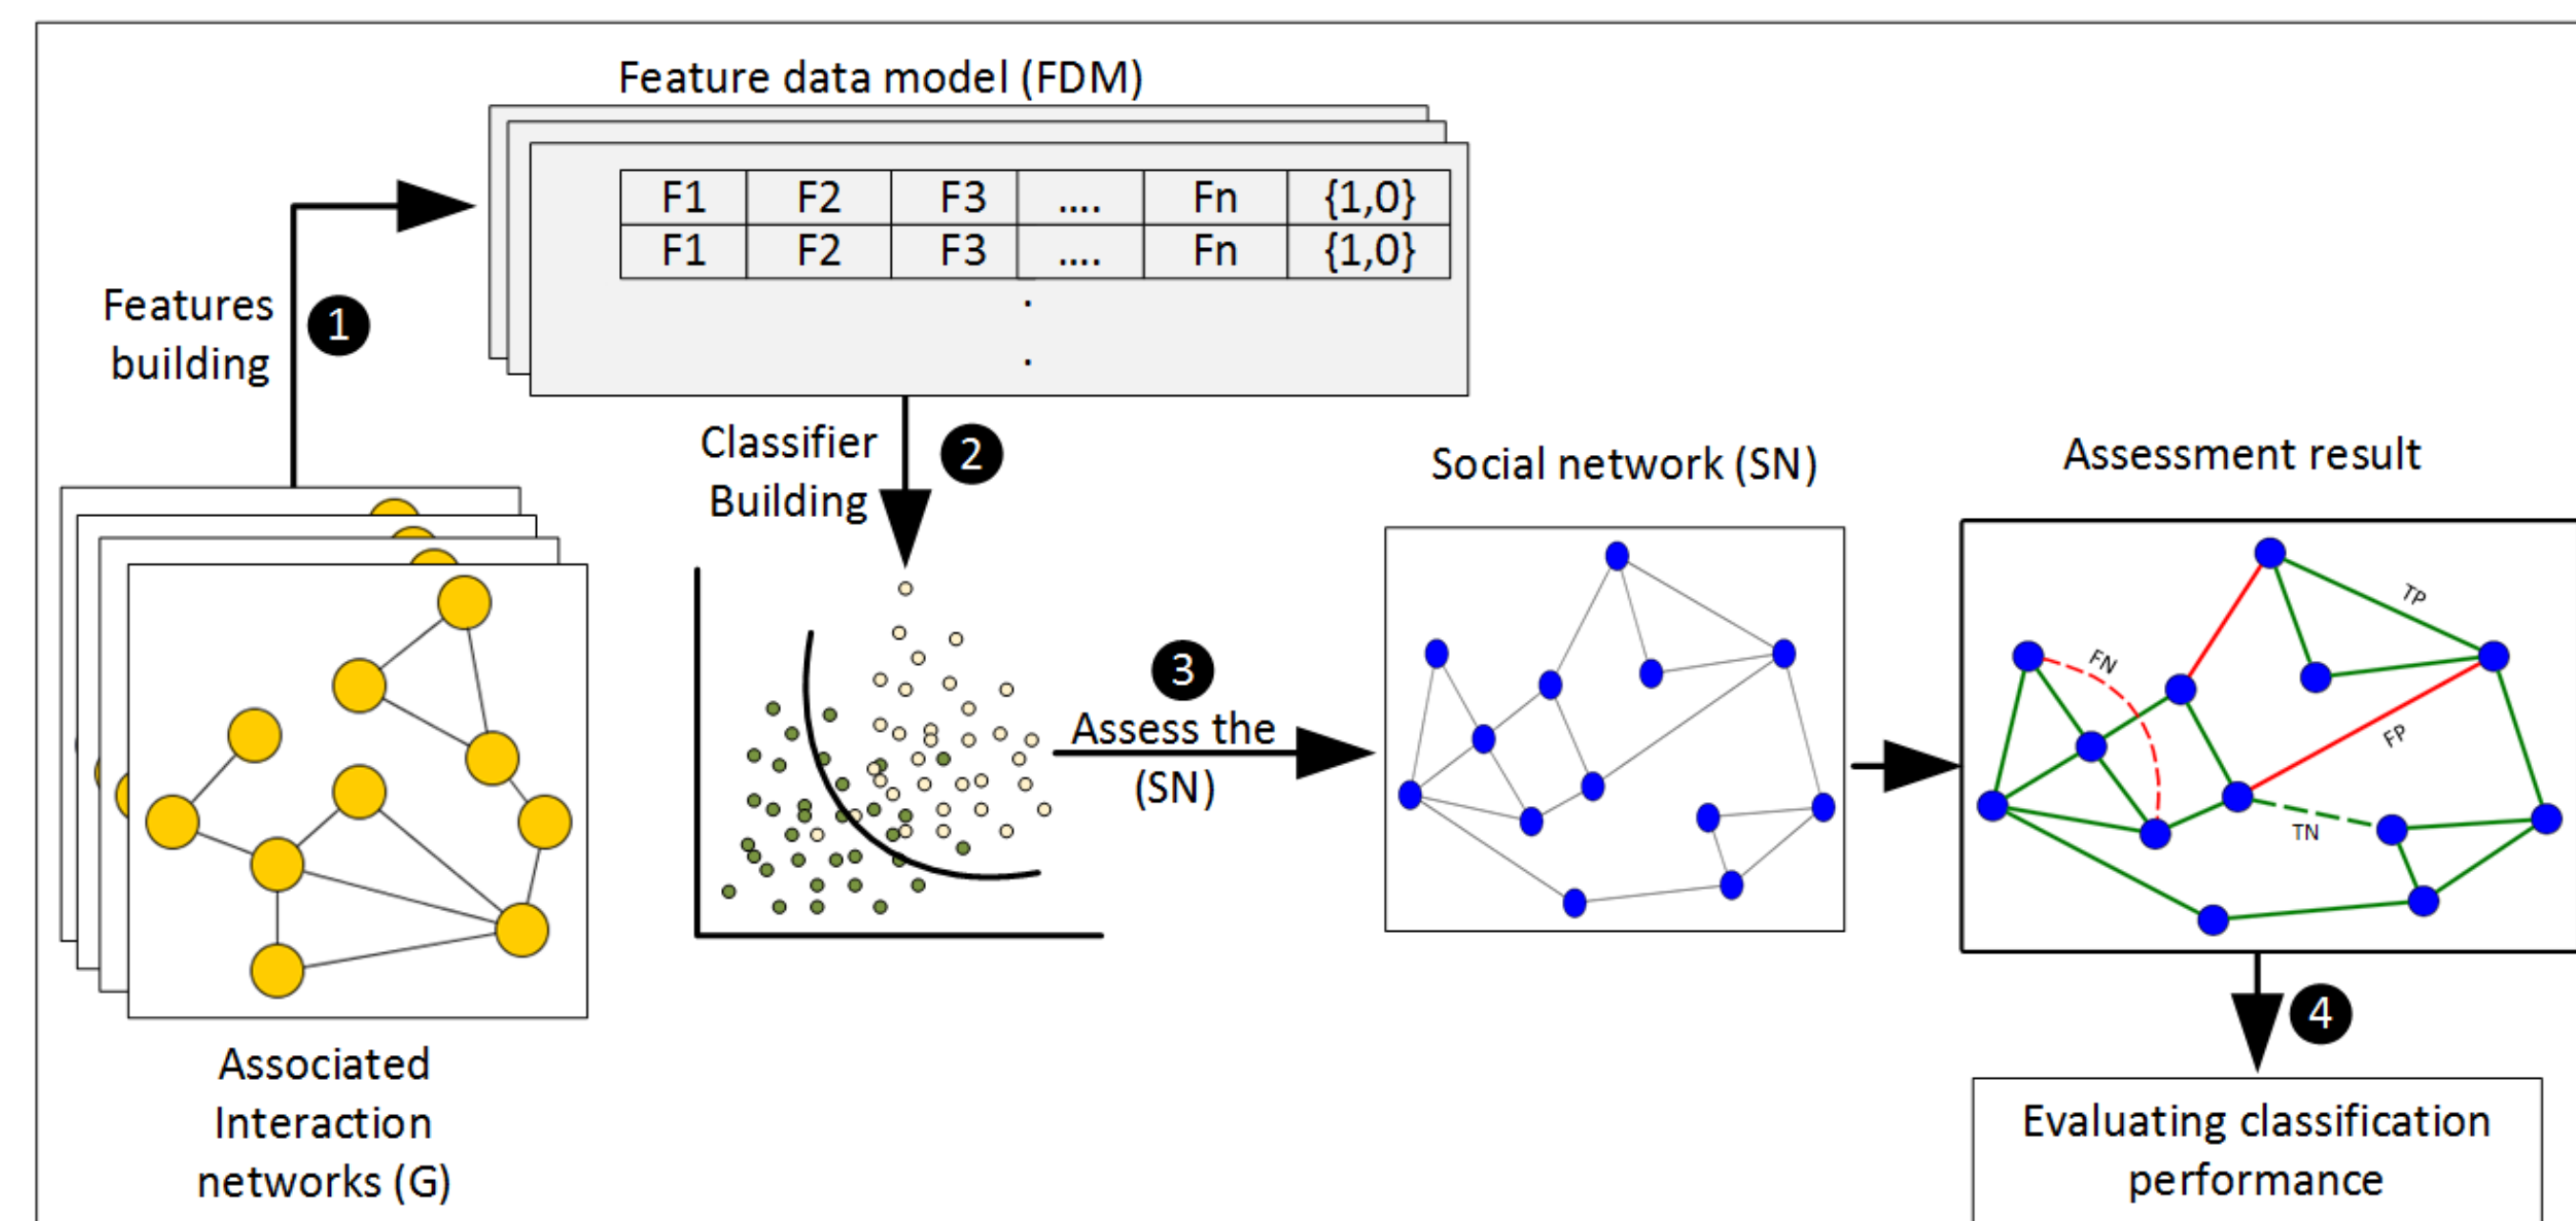 Feature data model (FDM)
F1 F2 F3 .... Fn {1,0}
F1 F2 F3 .... Fn {1,0}
.
.
Features
building
1
Classifier
Building
2
Associated
Interaction
networks (G)
3
Assess the
(SN)
Social network (SN)
Assessment result
TP
FN
FP
TN
4
Evaluating classification
performance